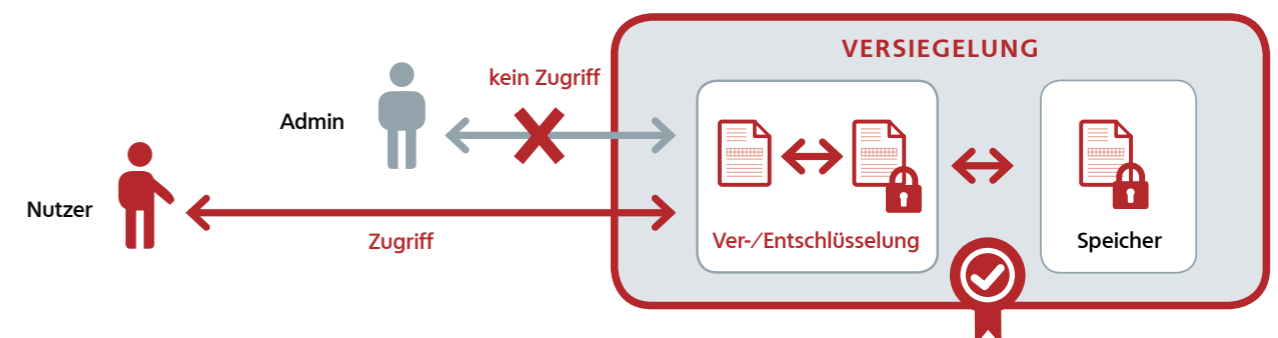 VERSIEGELUNG
kein Zugriff
Admin
Nutzer
Zugriff
Ver-/Entschlüsselung
Speicher